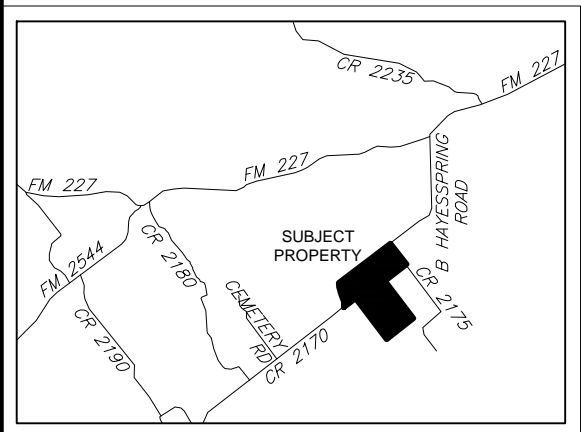 CR 2235
FM 227
FM 227
B HAYESSPRING
ROAD
FM 227
SUBJECT
PROPERTY
CR 2180
FM 2544
CR 2175
CEMETERY
RD
CR 2190
CR 2170